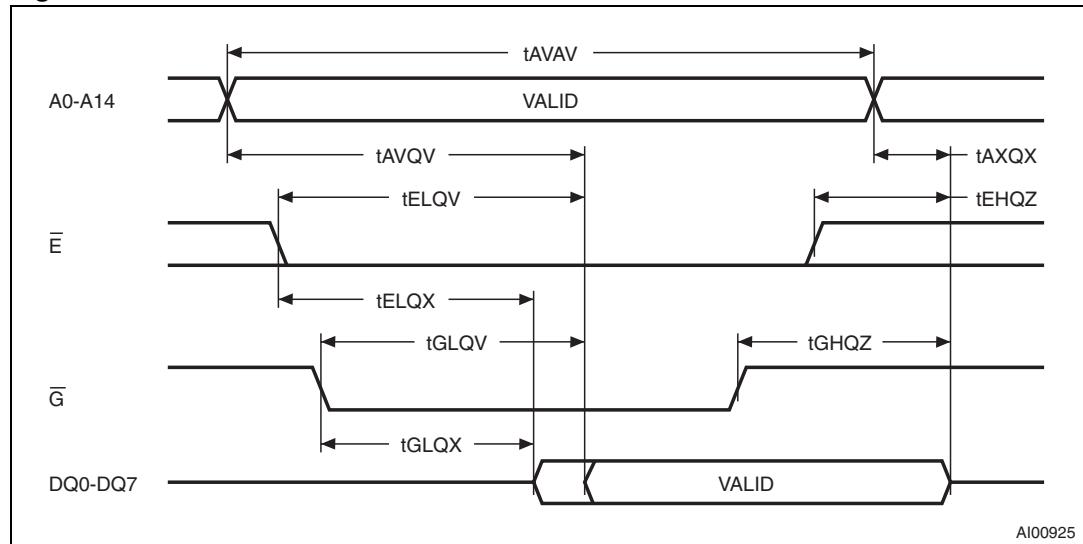 tAVAV
A0-A14
VALID
tAVQV
tAXQX
tELQV
tEHQZ
E̅
tELQX
tGLQV
tGHQZ
G̅
tGLQX
DQ0-DQ7
VALID
AI00925